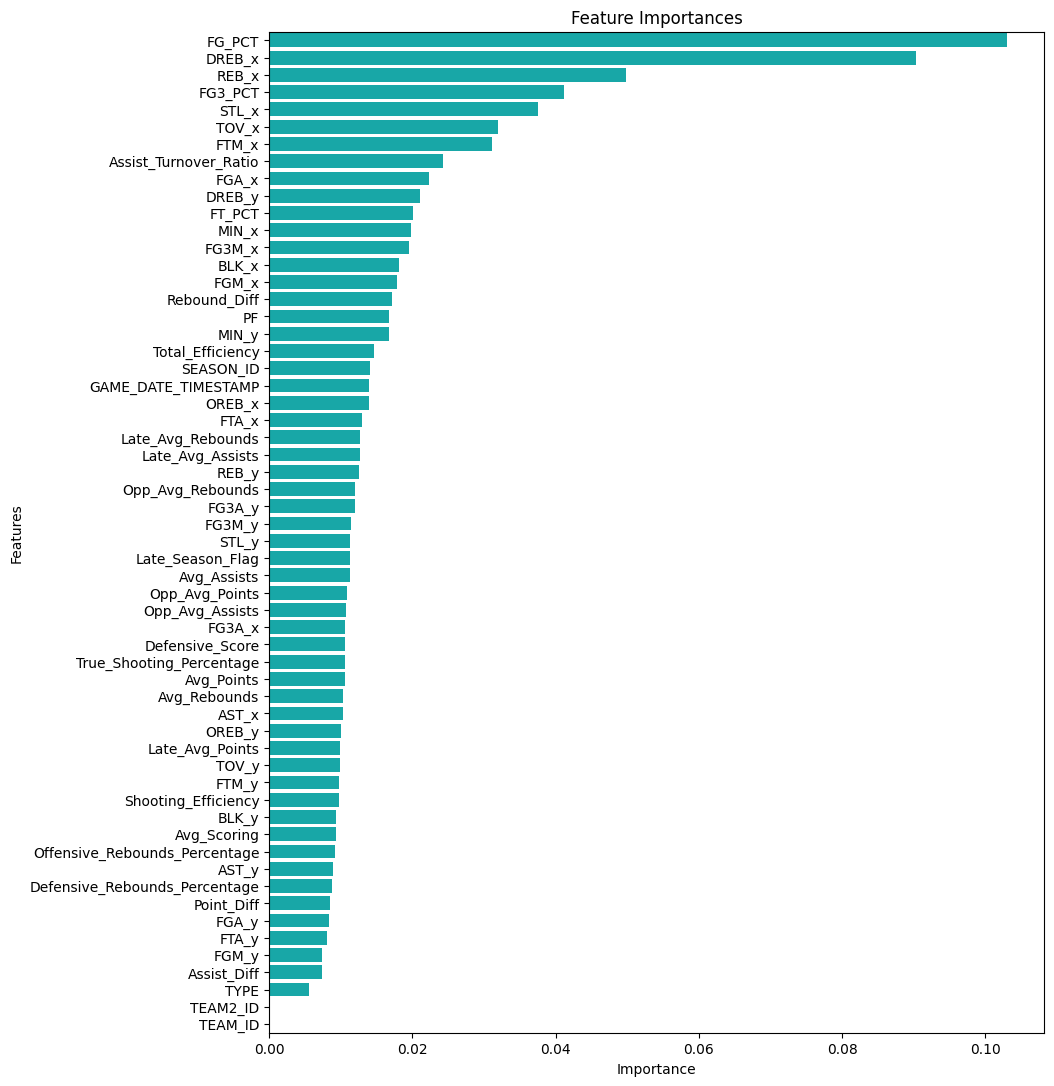 Feature Importances
FG_PCT
DREB_x
REB_x
FG3_PCT
STL_x
TOV_x
FTM_x
Assist_Turnover_Ratio
FGA_x
DREB_y
FT_PCT
MIN_x
FG3M_x
BLK_x
FGM_x
Rebound_Diff
PF
MIN_y
Total_Efficiency
SEASON_ID
GAME_DATE_TIMESTAMP
OREB_x
FTA_x
Late_Avg_Rebounds
Late_Avg_Assists
REB_y
Opp_Avg_Rebounds
FG3A_y
FG3M_y
STL_y
Late_Season_Flag
Avg_Assists
Opp_Avg_Points
Opp_Avg_Assists
FG3A_x
Defensive_Score
True_Shooting_Percentage
Avg_Points
Avg_Rebounds
AST_x
OREB_y
Late_Avg_Points
TOV_y
FTM_y
Shooting_Efficiency
BLK_y
Avg_Scoring
Offensive_Rebounds_Percentage
AST_y
Defensive_Rebounds_Percentage
Point_Diff
FGA_y
FTA_y
FGM_y
Assist_Diff
TYPE
TEAM2_ID
TEAM_ID
Features
0.00 0.02 0.04 0.06 0.08 0.10
Importance